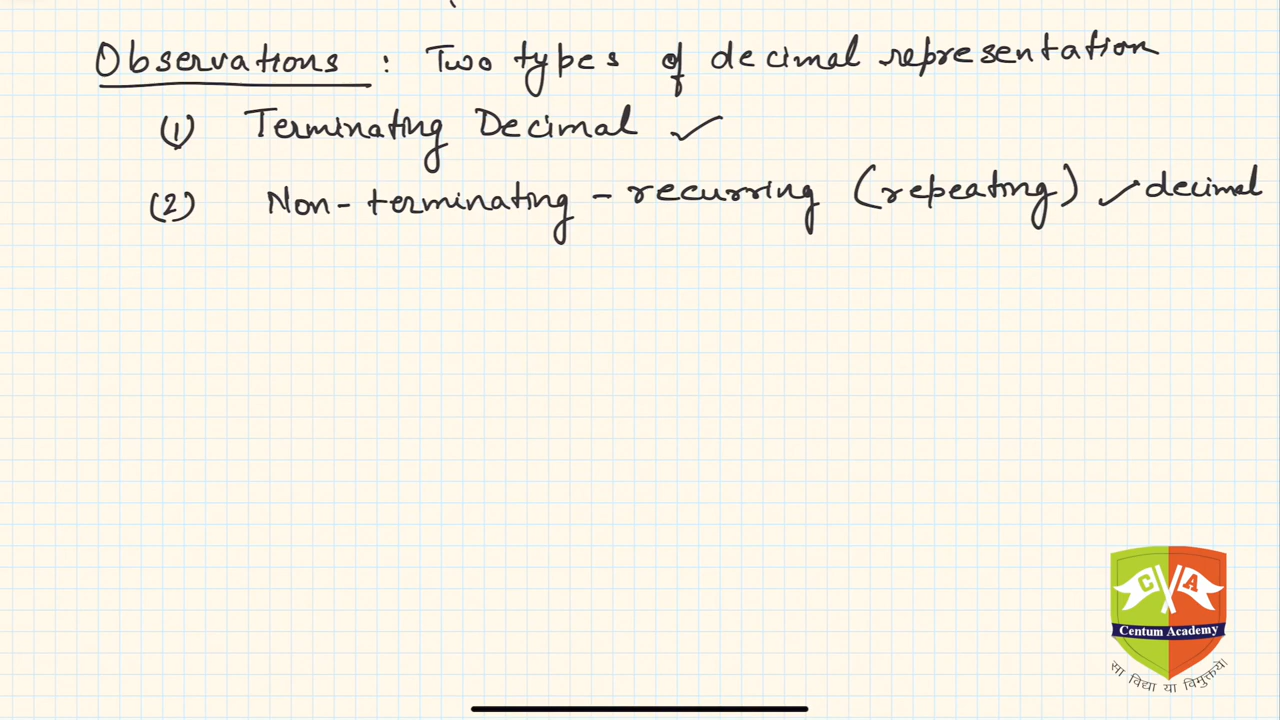 Observations : Two types of decimal representation
(1) Terminating Decimal ✓
(2) Non-terminating - recurring (repeating) ✓ decimal
C A
Centum Academy
सा विद्या या विमुक्तये